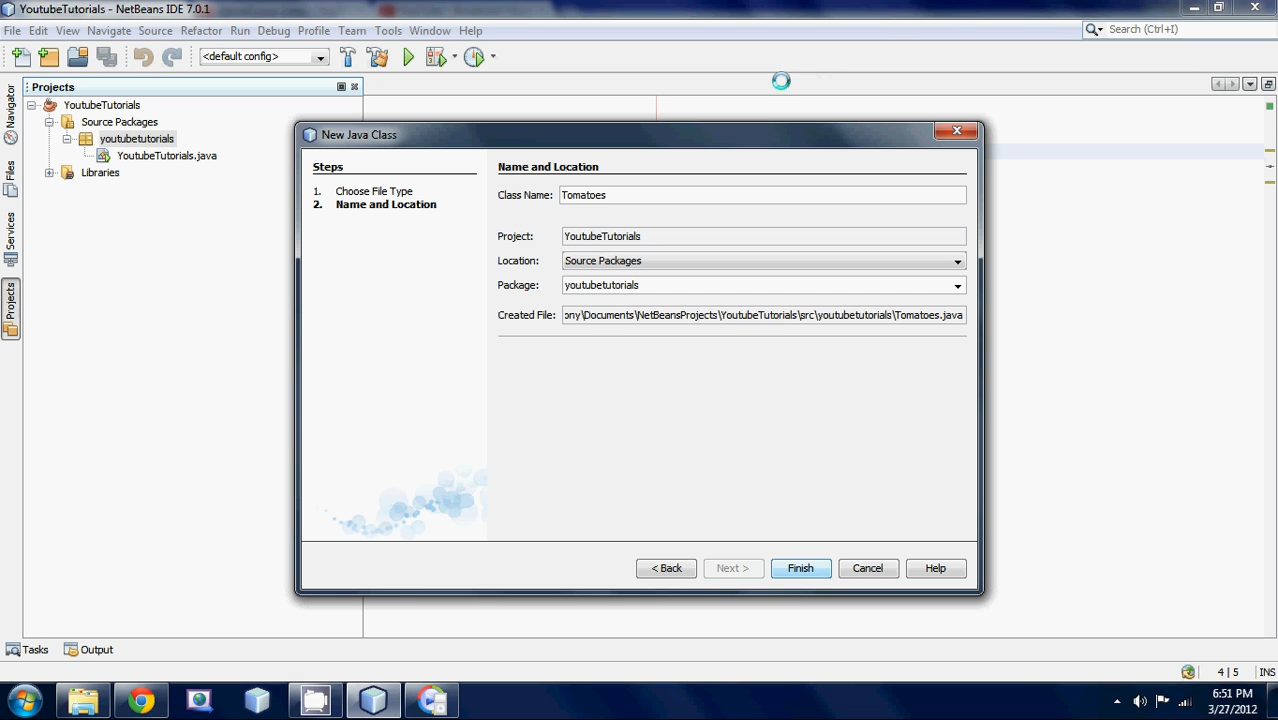 YoutubeTutorials - NetBeans IDE 7.0.1
File Edit View Navigate Source Refactor Run Debug Profile Team Tools Window Help
Search (Ctrl+I)
<default config>
Projects
Navigator
Files
Services
Projects
YoutubeTutorials
Source Packages
youtubetutorials
YoutubeTutorials.java
Libraries
New Java Class
Steps
1. Choose File Type
2. Name and Location
Name and Location
Class Name: Tomatoes
Project: YoutubeTutorials
Location: Source Packages
Package: youtubetutorials
Created File: ony\Documents\NetBeansProjects\YoutubeTutorials\src\youtubetutorials\Tomatoes.java
< Back Next > Finish Cancel Help
Tasks Output
4 | 5 INS
6:51 PM
3/27/2012